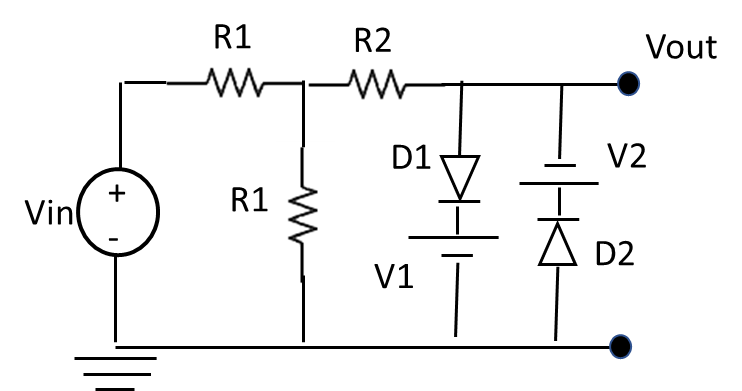 R1
R2
Vout
D1
V2
R1
Vin
+
-
D2
V1